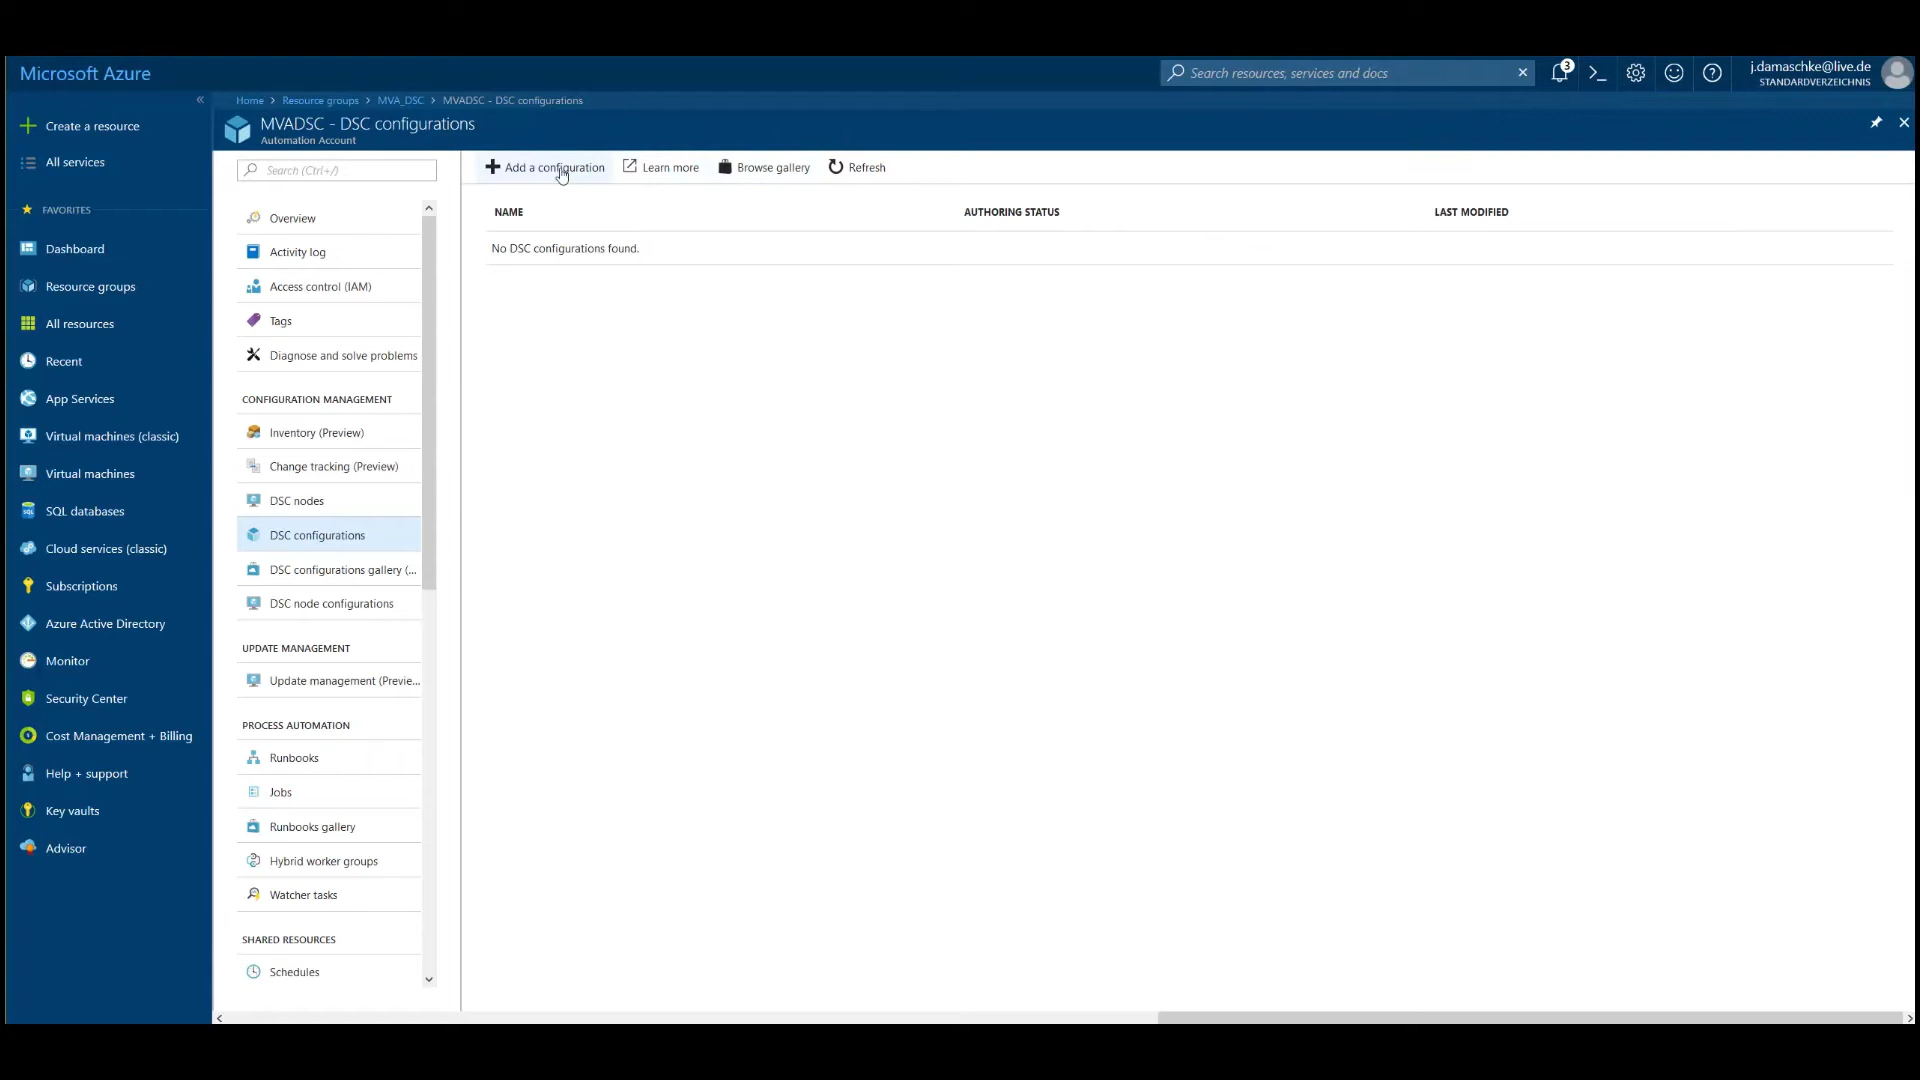 Microsoft Azure
Search resources, services and docs
3
j.damaschke@live.de
STANDARDVERZEICHNIS
Home > Resource groups > MVA_DSC > MVADSC - DSC configurations
MVADSC - DSC configurations
Automation Account
Create a resource
All services
FAVORITES
Dashboard
Resource groups
All resources
Recent
App Services
Virtual machines (classic)
Virtual machines
SQL databases
Cloud services (classic)
Subscriptions
Azure Active Directory
Monitor
Security Center
Cost Management + Billing
Help + support
Key vaults
Advisor
Search (Ctrl+/)
Overview
Activity log
Access control (IAM)
Tags
Diagnose and solve problems
CONFIGURATION MANAGEMENT
Inventory (Preview)
Change tracking (Preview)
DSC nodes
DSC configurations
DSC configurations gallery (...
DSC node configurations
UPDATE MANAGEMENT
Update management (Previe...
PROCESS AUTOMATION
Runbooks
Jobs
Runbooks gallery
Hybrid worker groups
Watcher tasks
SHARED RESOURCES
Schedules
Add a configuration Learn more Browse gallery Refresh
NAME AUTHORING STATUS LAST MODIFIED
No DSC configurations found.